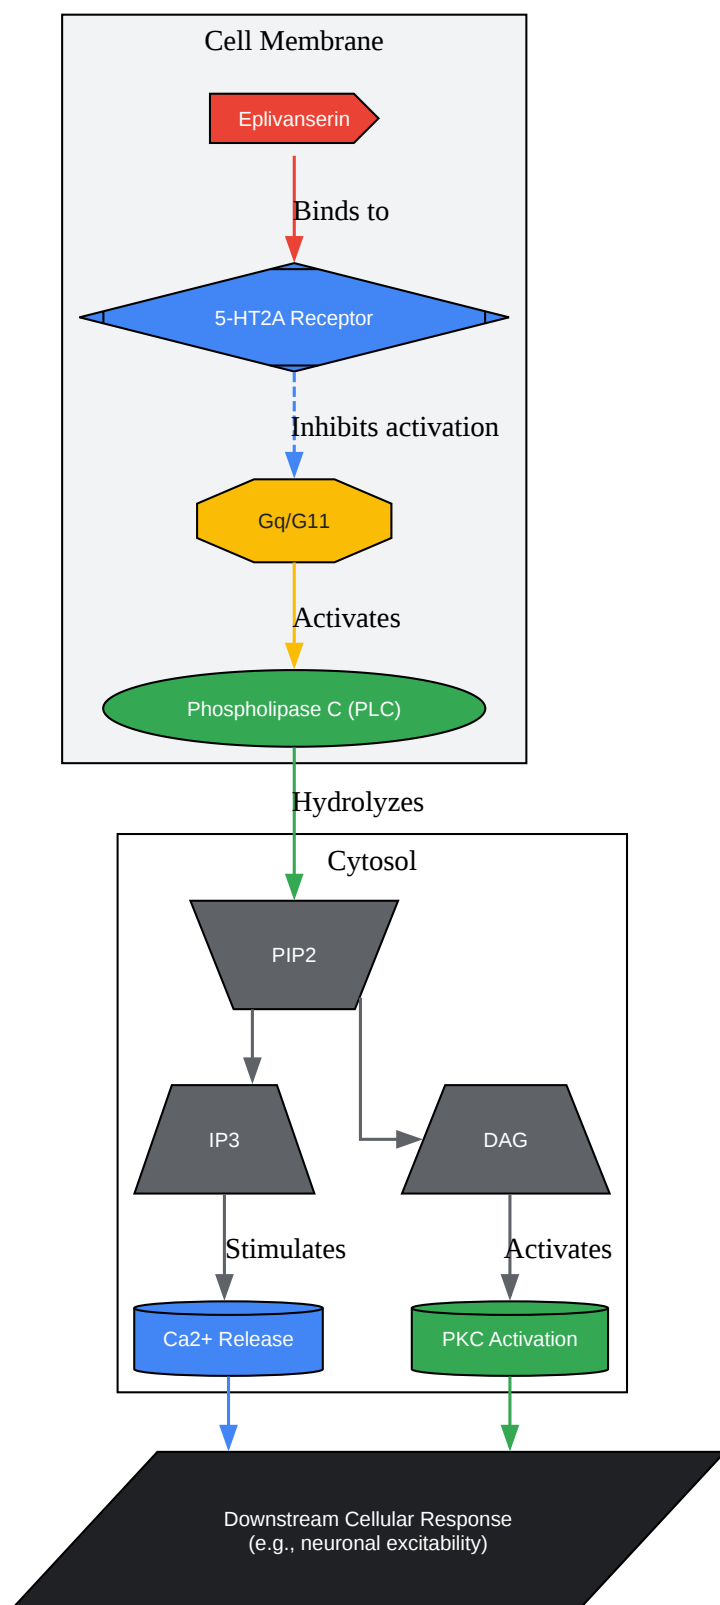 Cell Membrane
Eplivanserin
Binds to
5-HT2A Receptor
Inhibits activation
Gq/G11
Activates
Phospholipase C (PLC)
Hydrolyzes
Cytosol
PIP2
IP3
DAG
Stimulates
Activates
Ca2+ Release
PKC Activation
Downstream Cellular Response
(e.g., neuronal excitability)